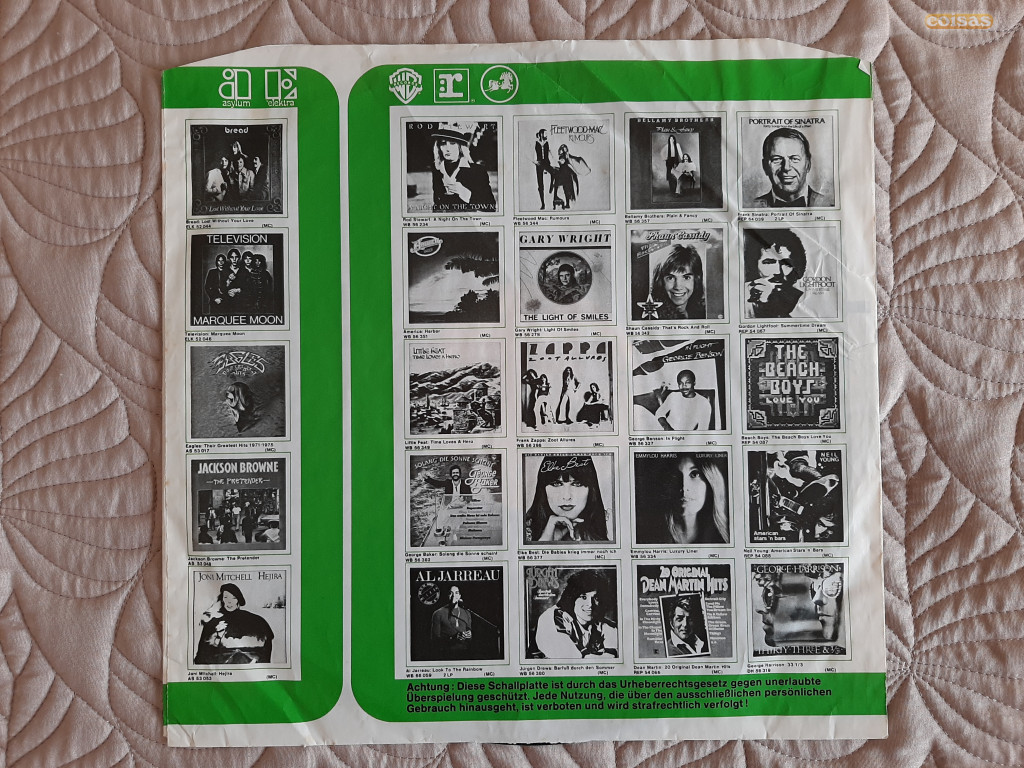 coisas
asylum
elektra
bread
Lost Without Your Love
Bread: Lost Without Your Love
ELK 52 044 (MC)
TELEVISION
MARQUEE MOON
Television: Marquee Moon
ELK 52 046 (MC)
EAGLES
Eagles: Their Greatest Hits 1971-1975
AS 53 017 (MC)
JACKSON BROWNE
—THE PRETENDER—
Jackson Browne: The Pretender
AS 53 048 (MC)
JONI MITCHELL HEJIRA
Joni Mitchell: Hejira
AS 53 053 (MC)
ROD STEWART
A NIGHT ON THE TOWN
Rod Stewart: A Night On The Town
WB 56 234 (MC)
FLEETWOOD MAC
RUMOURS
Fleetwood Mac: Rumours
WB 56 344 (MC)
BELLAMY BROTHERS
Plain & Fancy
Bellamy Brothers: Plain & Fancy
WB 56 357 (MC)
PORTRAIT OF SINATRA
Frank Sinatra: Portrait Of Sinatra
REP 54 039 2 LP (MC)
America: Harbor
WB 56 351 (MC)
GARY WRIGHT
THE LIGHT OF SMILES
Gary Wright: Light Of Smiles
WB 56 278 (MC)
Shaun Cassidy
Shaun Cassidy: That's Rock And Roll
WB 56 343 (MC)
GORDON
LIGHTFOOT
Gordon Lightfoot: Summertime Dream
REP 54 067 (MC)
LITTLE FEAT
TIME LOVES A HERO
Little Feat: Time Loves A Hero
WB 56 349 (MC)
ZAPPA
ZOOT ALLURES
Frank Zappa: Zoot Allures
WB 56 298 (MC)
IN FLIGHT
GEORGE BENSON
George Benson: In Flight
WB 56 327 (MC)
THE
BEACH
BOYS
LOVE YOU
Beach Boys: The Beach Boys Love You
REP 54 087 (MC)
SOLANG' DIE SONNE SCHEINT
George
Baker
George Baker: Solang die Sonne scheint
WB 56 362 (MC)
Elke Best
Elke Best: Die Babies krieg immer noch ich
WB 56 377 (MC)
EMMYLOU HARRIS LUXURY LINER
Emmylou Harris: Luxury Liner
WB 56 334 (MC)
NEIL
YOUNG
American
stars 'n bars
Neil Young: American Stars 'n Bars
REP 54 088 (MC)
AL JARREAU
Al Jarreau: Look To The Rainbow
WB 66 059 2 LP (MC)
JÜRGEN
DREWS
Jürgen Drews: Barfuß durch den Sommer
WB 56 380 (MC)
20 ORIGINAL
DEAN MARTIN HITS
Dean Martin: 20 Original Dean Martin Hits
REP 54 066 (MC)
GEORGE HARRISON
THIRTY THREE & 1/3
George Harrison: 33 1/3
DH 56 319 (MC)
Achtung: Diese Schallplatte ist durch das Urheberrechtsgesetz gegen unerlaubte
Überspielung geschützt. Jede Nutzung, die über den ausschließlichen persönlichen
Gebrauch hinausgeht, ist verboten und wird strafrechtlich verfolgt!